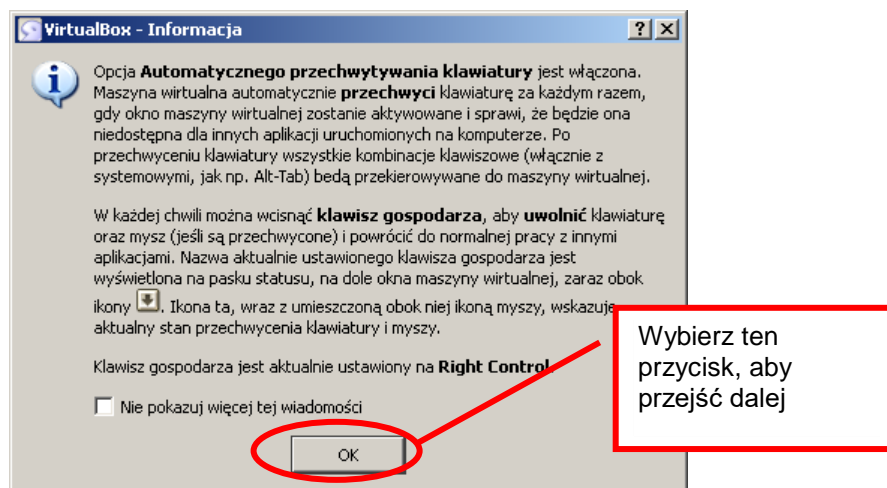 VirtualBox - Informacja
Opcja Automatycznego przechwytywania klawiatury jest włączona.
Maszyna wirtualna automatycznie przechwyci klawiaturę za każdym razem,
gdy okno maszyny wirtualnej zostanie aktywowane i sprawi, że będzie ona
niedostępna dla innych aplikacji uruchomionych na komputerze. Po
przechwyceniu klawiatury wszystkie kombinacje klawiszowe (włącznie z
systemowymi, jak np. Alt-Tab) bedą przekierowywane do maszyny wirtualnej.
W każdej chwili można wcisnąć klawisz gospodarza, aby uwolnić klawiaturę
oraz mysz (jeśli są przechwycone) i powrócić do normalnej pracy z innymi
aplikacjami. Nazwa aktualnie ustawionego klawisza gospodarza jest
wyświetlona na pasku statusu, na dole okna maszyny wirtualnej, zaraz obok
ikony . Ikona ta, wraz z umieszczoną obok niej ikoną myszy, wskazuje
aktualny stan przechwycenia klawiatury i myszy.
Klawisz gospodarza jest aktualnie ustawiony na Right Control.
Nie pokazuj więcej tej wiadomości
OK
Wybierz ten
przycisk, aby
przejść dalej